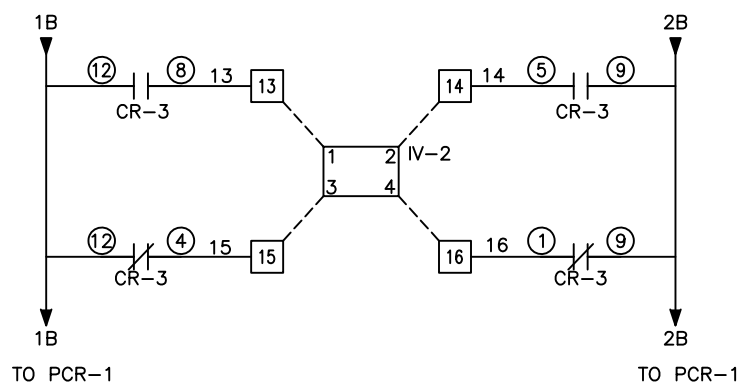 1B 2B
12 8 13 13 14 14 5 9
CR-3 CR-3
1 2 IV-2
3 4
12 4 15 15 16 16 1 9
CR-3 CR-3
1B 2B
TO PCR-1 TO PCR-1